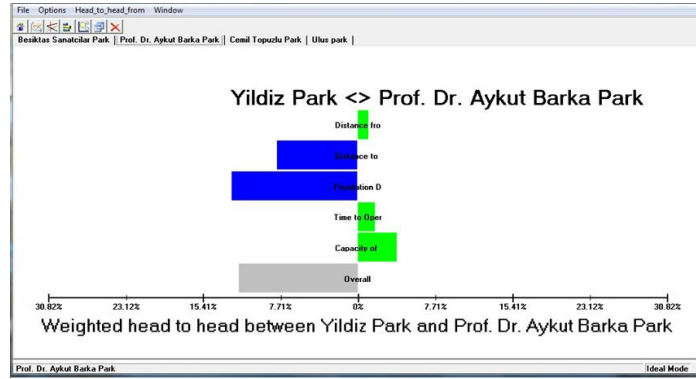 File Options Head_to_head_from Window
Besiktas Sanatcilar Park | Prof. Dr. Aykut Barka Park | Cemil Topuzlu Park | Ulus park |
Yildiz Park <> Prof. Dr. Aykut Barka Park
Distance fro
Distance to
Population D
Time to Oper
Capacity of
Overall
30.82% 23.12% 15.41% 7.71% 0% 7.71% 15.41% 23.12% 30.82%
Weighted head to head between Yildiz Park and Prof. Dr. Aykut Barka Park
Prof. Dr. Aykut Barka Park Ideal Mode